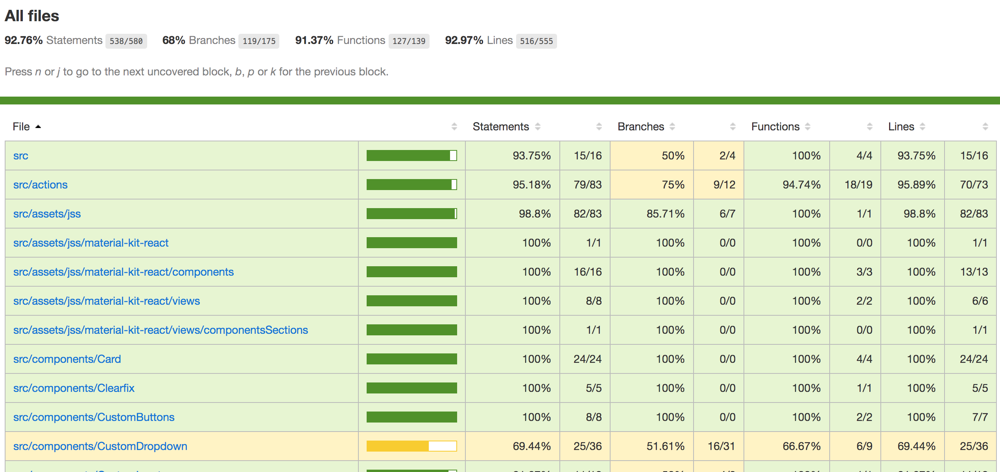 All files
92.76% Statements 538/580 68% Branches 119/175 91.37% Functions 127/139 92.97% Lines 516/555
Press n or j to go to the next uncovered block, b, p or k for the previous block.
File Statements Branches Functions Lines
src 93.75% 15/16 50% 2/4 100% 4/4 93.75% 15/16
src/actions 95.18% 79/83 75% 9/12 94.74% 18/19 95.89% 70/73
src/assets/jss 98.8% 82/83 85.71% 6/7 100% 1/1 98.8% 82/83
src/assets/jss/material-kit-react 100% 1/1 100% 0/0 100% 0/0 100% 1/1
src/assets/jss/material-kit-react/components 100% 16/16 100% 0/0 100% 3/3 100% 13/13
src/assets/jss/material-kit-react/views 100% 8/8 100% 0/0 100% 2/2 100% 6/6
src/assets/jss/material-kit-react/views/componentsSections 100% 1/1 100% 0/0 100% 0/0 100% 1/1
src/components/Card 100% 24/24 100% 0/0 100% 4/4 100% 24/24
src/components/Clearfix 100% 5/5 100% 0/0 100% 1/1 100% 5/5
src/components/CustomButtons 100% 8/8 100% 0/0 100% 2/2 100% 7/7
src/components/CustomDropdown 69.44% 25/36 51.61% 16/31 66.67% 6/9 69.44% 25/36